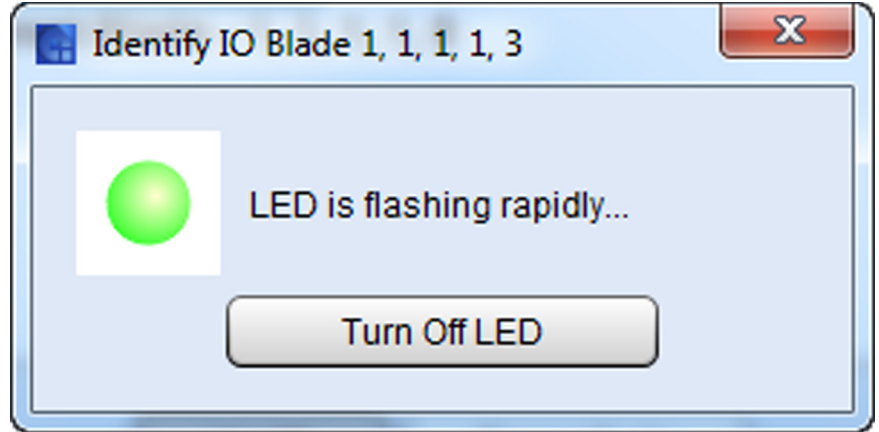 Identify IO Blade 1, 1, 1, 1, 3
LED is flashing rapidly...
Turn Off LED